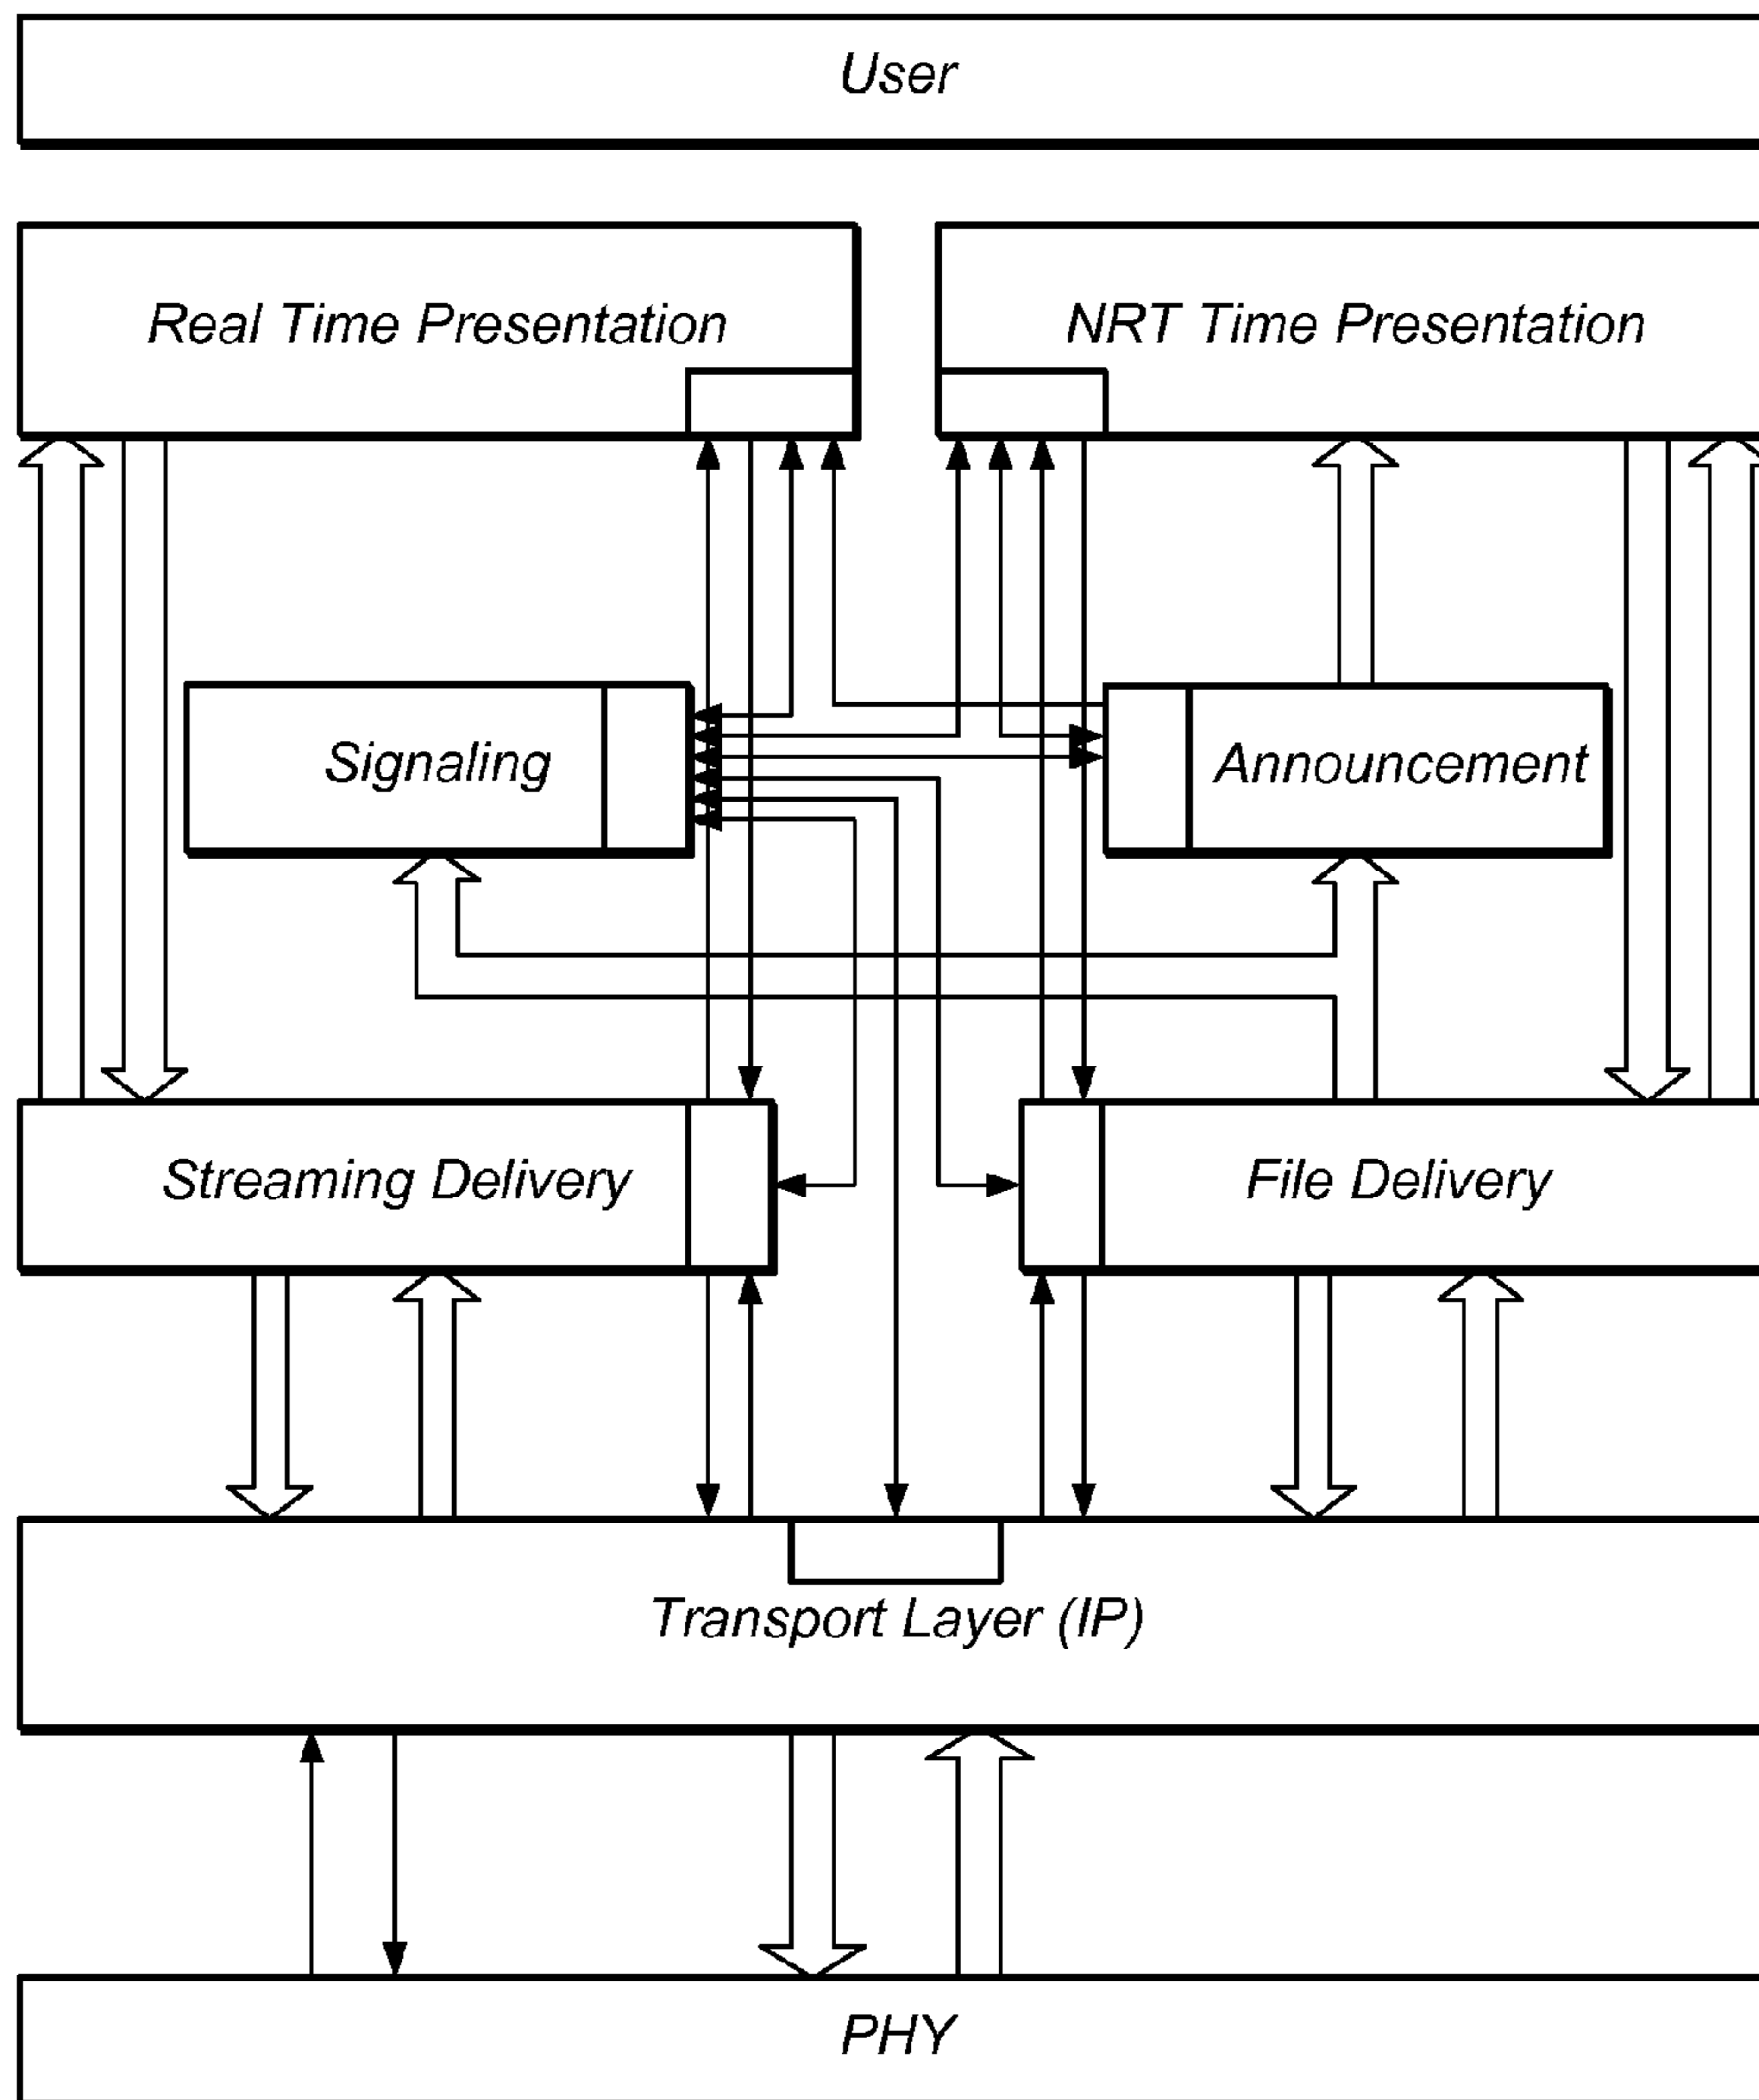 User
Real Time Presentation
NRT Time Presentation
Signaling
Announcement
Streaming Delivery
File Delivery
Transport Layer (IP)
PHY